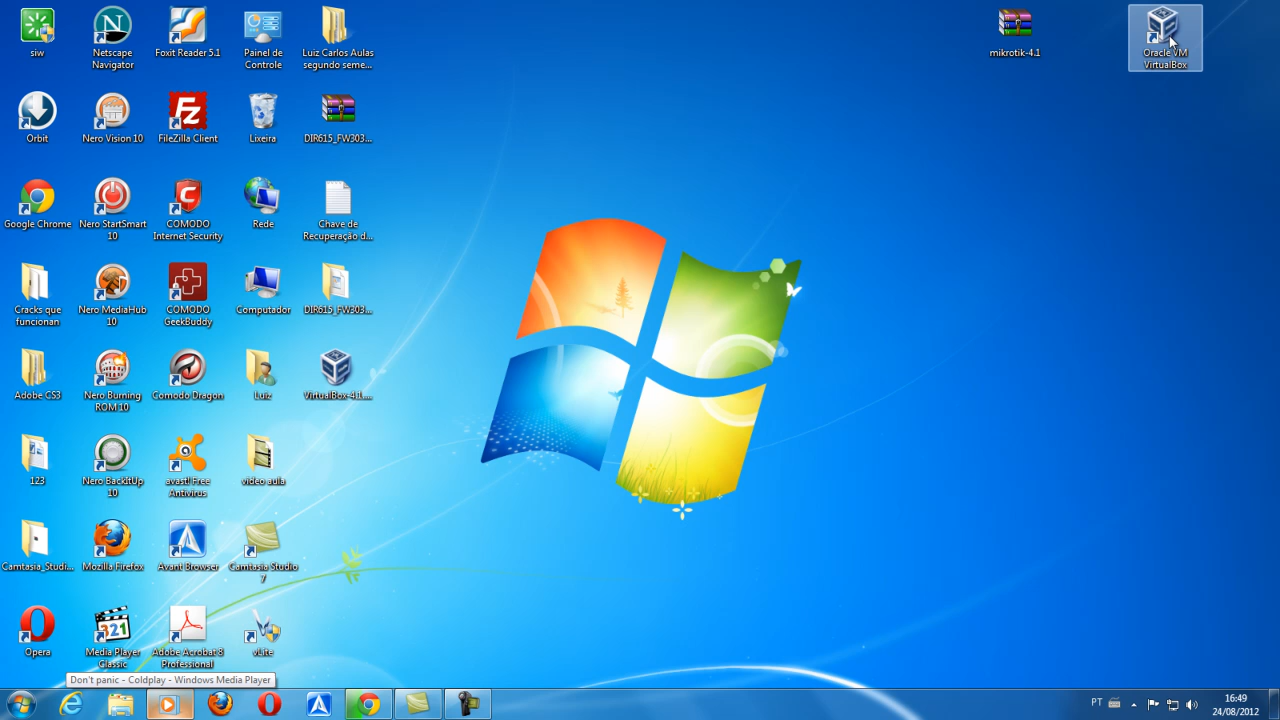 siw
Netscape
Navigator
Foxit Reader 5.1
Painel de
Controle
Luiz Carlos Aulas
segundo seme...
mikrotik-4.1
Oracle VM
VirtualBox
Orbit
Nero Vision 10
FileZilla Client
Lixeira
DIR615_FW303...
Google Chrome
Nero StartSmart
10
COMODO
Internet Security
Rede
Chave de
Recuperação d...
Cracks que
funcionan
Nero MediaHub
10
COMODO
GeekBuddy
Computador
DIR615_FW303...
Adobe CS3
Nero Burning
ROM 10
Comodo Dragon
Luiz
VirtualBox-4.1....
123
Nero BackItUp
10
avast! Free
Antivirus
video aula
Camtasia_Studi...
Mozilla Firefox
Avant Browser
Camtasia Studio
7
Opera
Media Player
Classic
Adobe Acrobat 8
Professional
vLite
Don't panic - Coldplay - Windows Media Player
PT
16:49
24/08/2012